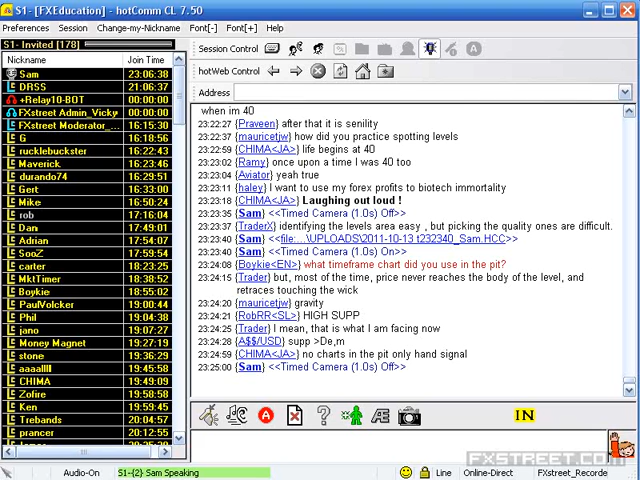 S1- [FXEducation] - hotComm CL 7.50
Preferences Session Change-my-Nickname Font[-] Font[+] Help
S1- Invited [178]
Nickname Join Time
Sam 23:06:38
DRSS 21:06:37
+Relay10-BOT 00:00:00
FXstreet Admin_Vicky 00:00:00
FXstreet Moderator_... 16:15:30
G 16:18:56
rucklebuster 16:22:43
Maverick 16:23:46
durando74 16:29:51
Gert 16:33:00
Mike 16:50:24
rob 17:16:04
Dan 17:49:01
Adrian 17:54:07
SooZ 17:59:54
carter 18:23:25
MktTimer 18:38:52
Boykie 18:55:02
PaulVolcker 19:00:44
Phil 19:04:38
jano 19:07:27
Money Magnet 19:27:19
stone 19:36:29
aaaallll 19:45:58
CHIMA 19:49:09
Zofire 19:58:58
Ken 19:59:45
Trebands 20:04:57
prancer 20:12:55
Session Control
hotWeb Control
Address
when im 40
23:22:27 {Praveen} after that it is senility
23:22:37 {mauricetjw} how did you practice spotting levels
23:22:59 {CHIMA<JA>} life begins at 40
23:23:02 {Ramy} once upon a time I was 40 too
23:23:04 {Aviator} yeah true
23:23:11 {haley} I want to use my forex profits to biotech immortality
23:23:18 {CHIMA<JA>} Laughing out loud !
23:23:35 {Sam} <<Timed Camera (1.0s) Off>>
23:23:37 {TraderX} identifying the levels area easy , but picking the quality ones are difficult.
23:23:40 {Sam} <<file:...\UPLOADS\2011-10-13 t232340_Sam.HCC>>
23:23:40 {Sam} <<Timed Camera (1.0s) On>>
23:24:08 {Boykie<EN>} what timeframe chart did you use in the pit?
23:24:15 {Trader} but, most of the time, price never reaches the body of the level, and
retraces touching the wick
23:24:20 {mauricetjw} gravity
23:24:21 {RobRR<SL>} HIGH SUPP
23:24:25 {Trader} I mean, that is what I am facing now
23:24:28 {A$$/USD} supp >De,m
23:24:59 {CHIMA<JA>} no charts in the pit only hand signal
23:25:00 {Sam} <<Timed Camera (1.0s) Off>>
A ? Æ IN
FXSTREET.COM
Audio-On S1-{2} Sam Speaking Line Online-Direct FXstreet_Recorde